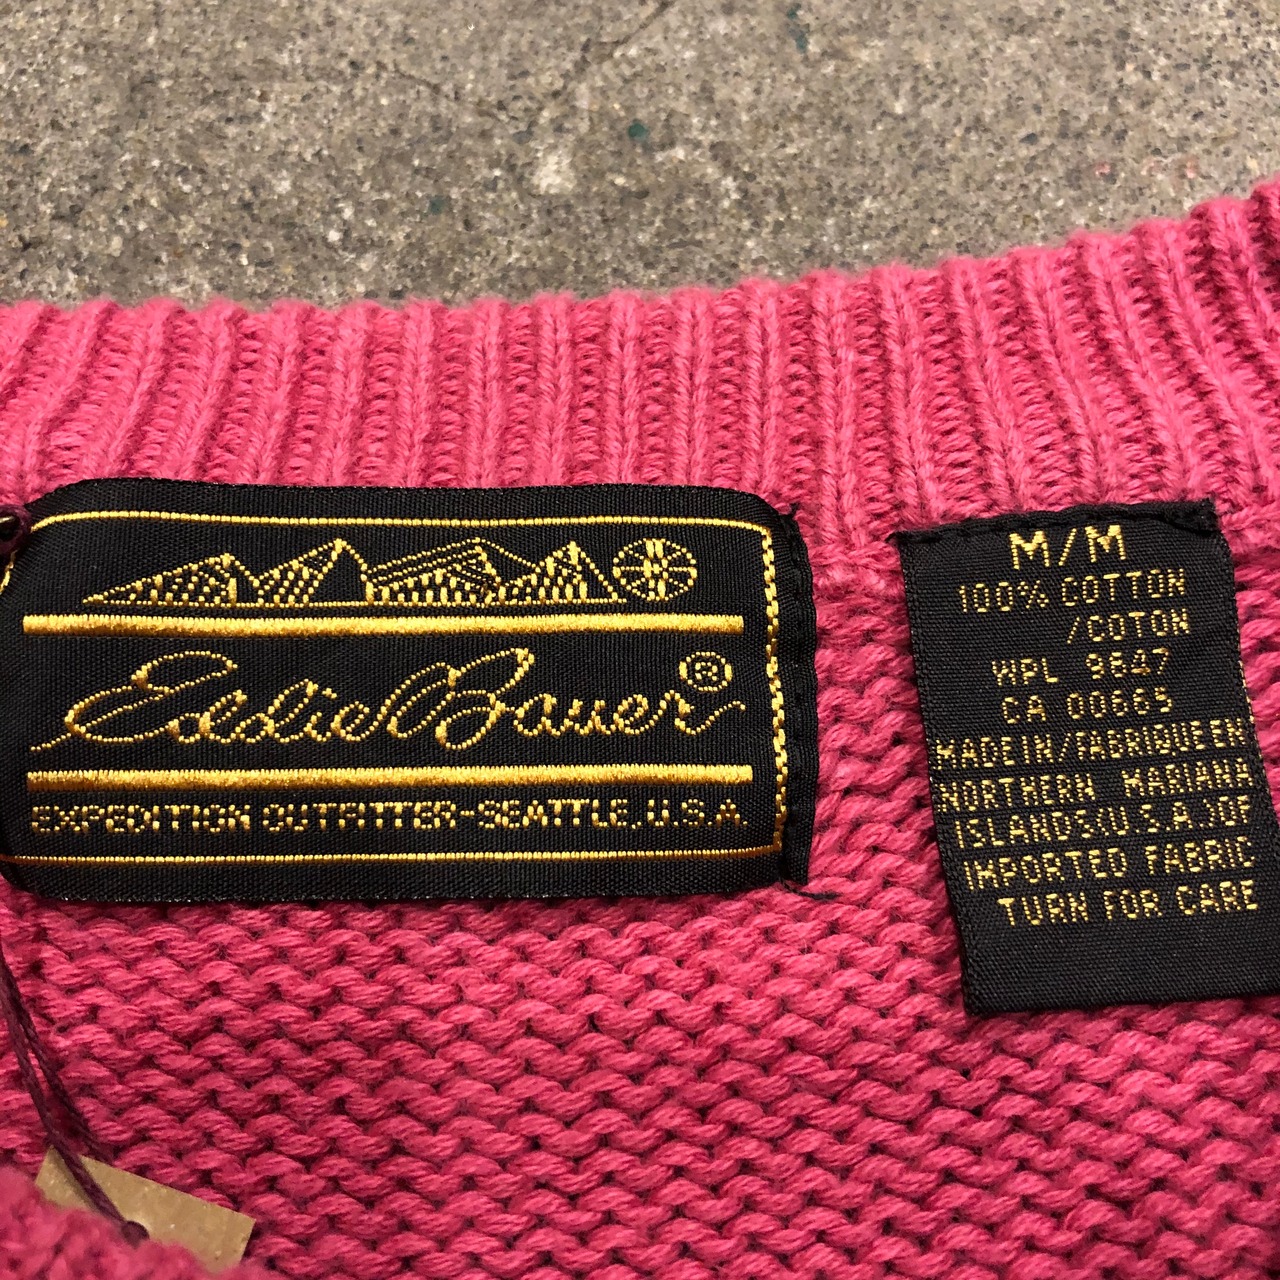 Eddie Bauer®
EXPEDITION OUTFITTER-SEATTLE, U.S.A.
M/M
100% COTTON
/COTON
WPL 9847
CA 00665
MADE IN/FABRIQUE EN
NORTHERN MARIANA
ISLANDS(U.S.A.)OF
IMPORTED FABRIC
TURN FOR CARE